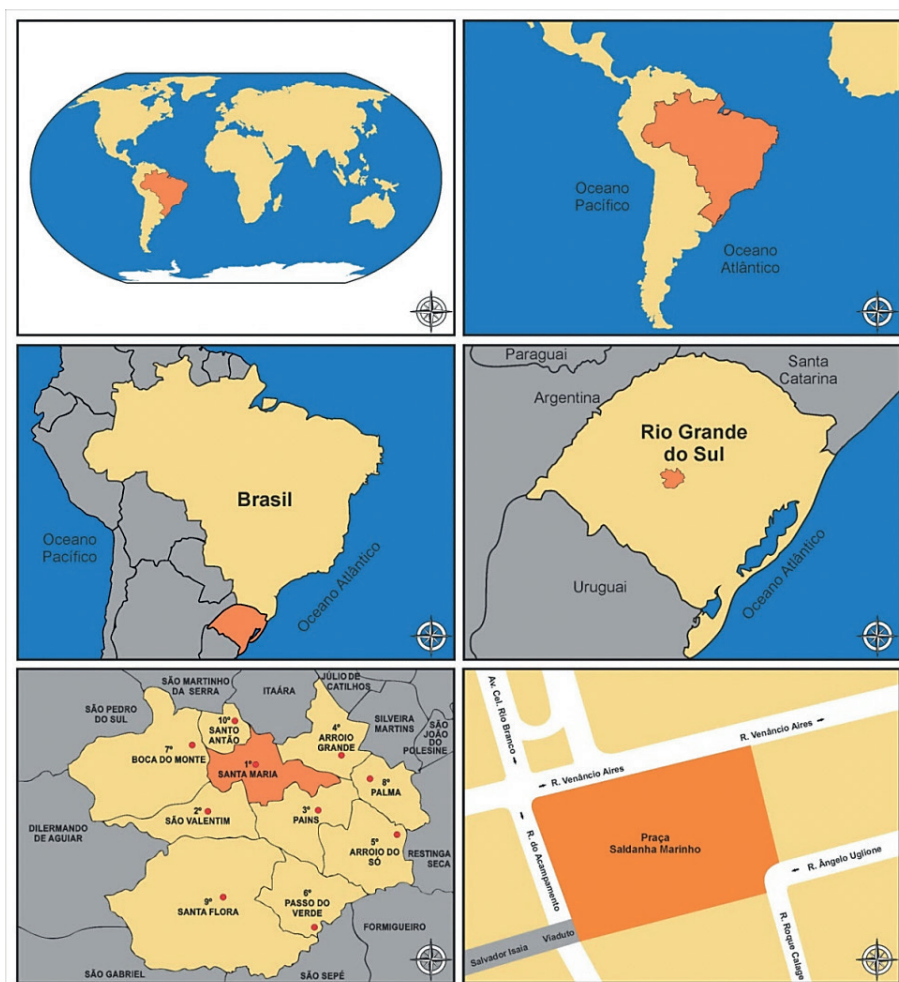 Oceano
Pacífico
Oceano
Atlântico
Brasil
Oceano
Pacífico
Oceano Atlântico
Paraguai
Argentina
Santa
Catarina
Rio Grande
do Sul
Uruguai
Oceano Atlântico
SÃO MARTINHO
DA SERRA
ITAÁRA
JÚLIO DE
CATILHOS
SÃO PEDRO
DO SUL
SILVEIRA
MARTINS
SÃO
JOÃO DO
POLESINE
10º
SANTO
ANTÃO
4º
ARROIO
GRANDE
7º
BOCA DO MONTE
1º
SANTA MARIA
8º
PALMA
2º
SÃO VALENTIM
3º
PAINS
DILERMANDO
DE AGUIAR
5º
ARROIO DO
SÓ
RESTINGA
SECA
9º
SANTA FLORA
6º
PASSO DO
VERDE
FORMIGUEIRO
SÃO GABRIEL
SÃO SEPÉ
Av. Cel. Rio Branco
R. Venâncio Aires
R. Venâncio Aires
R. do Acampamento
Praça
Saldanha Marinho
R. Ângelo Uglione
R. Roque Calage
Salvador Isaia
Viaduto